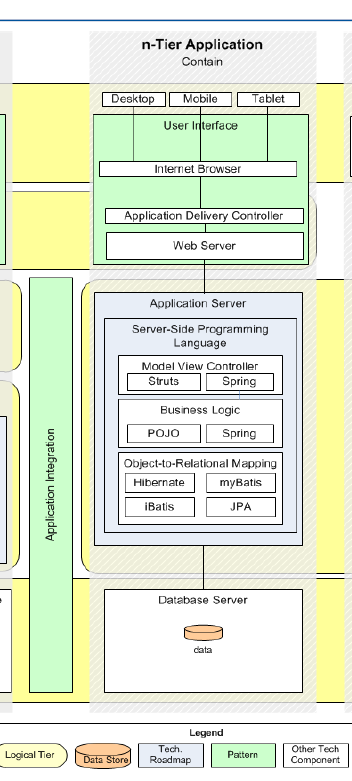 n-Tier Application
Contain
Desktop
Mobile
Tablet
User Interface
Internet Browser
Application Delivery Controller
Web Server
Application Server
Server-Side Programming
Language
Model View Controller
Struts
Spring
Business Logic
POJO
Spring
Object-to-Relational Mapping
Hibernate
myBatis
iBatis
JPA
Application Integration
Database Server
data
Legend
Logical Tier
Data Store
Tech.
Roadmap
Pattern
Other Tech
Component